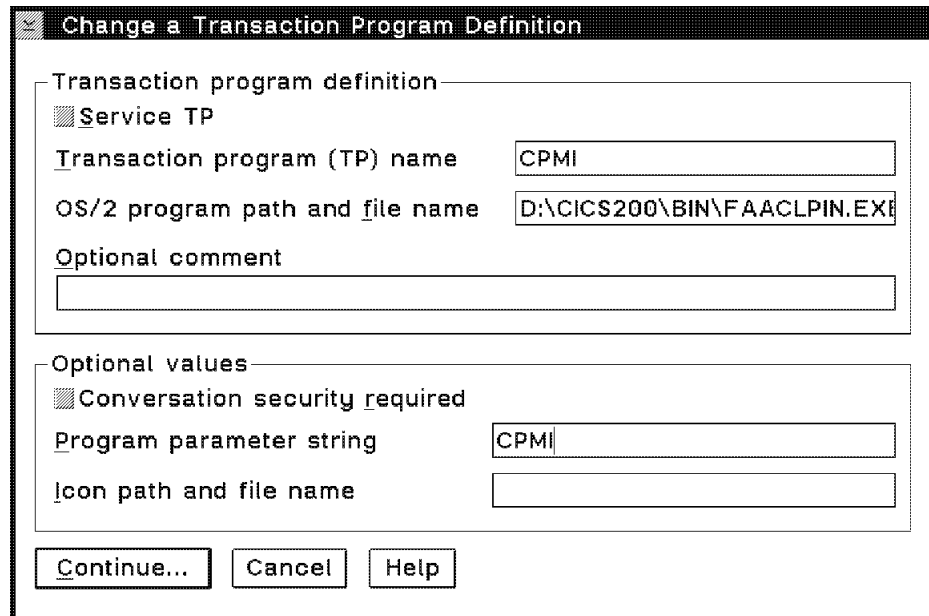 Change a Transaction Program Definition
Transaction program definition
Service TP
Transaction program (TP) name CPMI
OS/2 program path and file name D:\CICS200\BIN\FAACLPIN.EXE
Optional comment
Optional values
Conversation security required
Program parameter string CPMI
Icon path and file name
Continue... Cancel Help